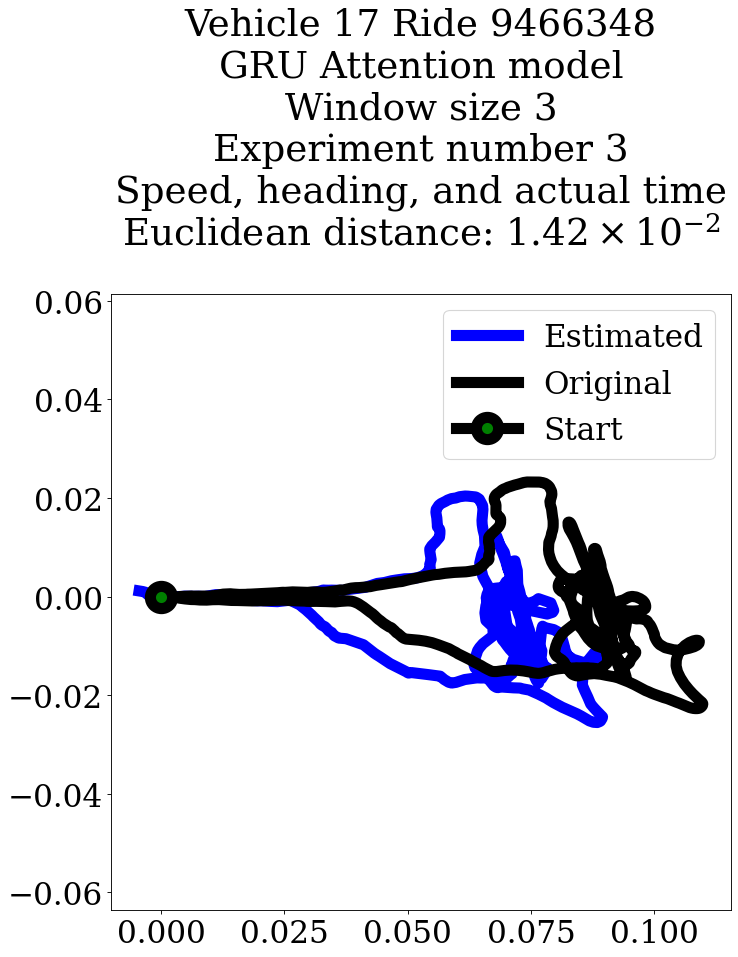 Vehicle 17 Ride 9466348
GRU Attention model
Window size 3
Experiment number 3
Speed, heading, and actual time
Euclidean distance: 1.42 × 10⁻²
0.06
0.04
0.02
0.00
−0.02
−0.04
−0.06
Estimated
Original
Start
0.000 0.025 0.050 0.075 0.100